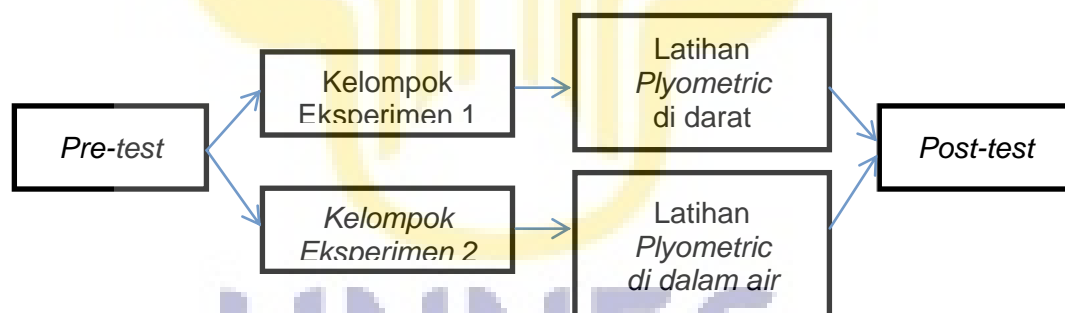 Pre-test
Kelompok
Eksperimen 1
Latihan
Plyometric
di darat
Kelompok
Eksperimen 2
Latihan
Plyometric
di dalam air
Post-test